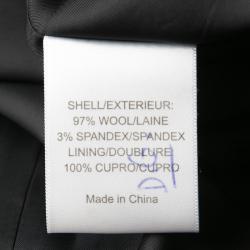 SHELL/EXTERIEUR:
97% WOOL/LAINE
3% SPANDEX/SPANDEX
LINING/DOUBLURE:
100% CUPRO/CUPRO
Made in China